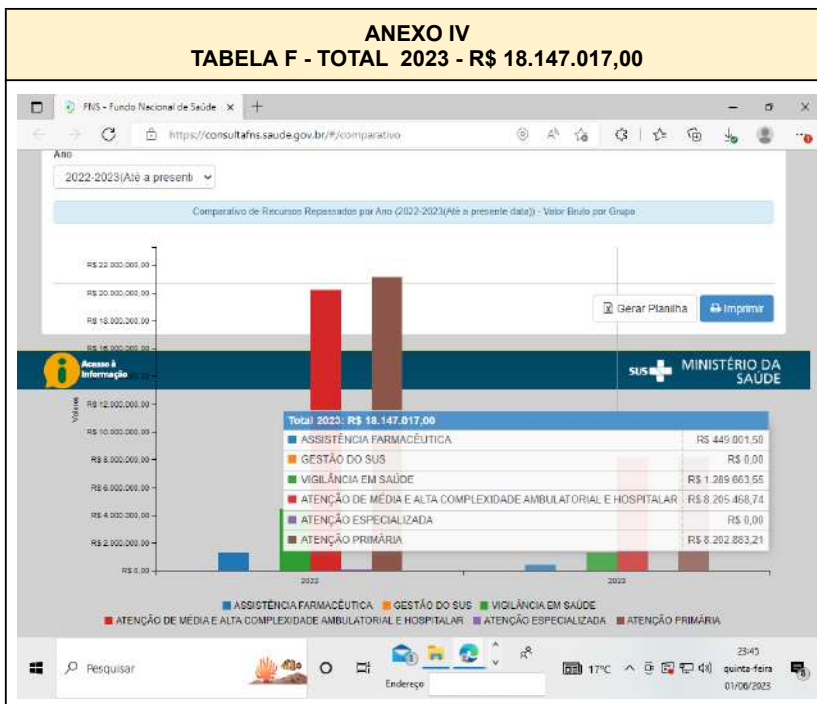 ANEXO IV
TABELA F - TOTAL 2023 - R$ 18.147.017,00
FNS - Fundo Nacional de Saúde
https://consultafns.saude.gov.br/#/comparativo
Ano
2022-2023(Até a presente
Comparativo de Recursos Repassados por Ano (2022-2023(Até a presente data)) - Valor Bruto por Grupo
R$ 22.000.000,00
R$ 20.000.000,00
Gerar Planilha
Imprimir
R$ 18.000.000,00
R$ 16.000.000,00
Acesso à
Informação
SUS
MINISTÉRIO DA
SAÚDE
Valores
R$ 12.000.000,00
R$ 10.000.000,00
R$ 8.000.000,00
R$ 6.000.000,00
R$ 4.000.000,00
R$ 2.000.000,00
R$ 0,00
Total 2023: R$ 18.147.017,00
ASSISTÊNCIA FARMACÊUTICA R$ 449.001,50
GESTÃO DO SUS R$ 0,00
VIGILÂNCIA EM SAÚDE R$ 1.289.663,55
ATENÇÃO DE MÉDIA E ALTA COMPLEXIDADE AMBULATORIAL E HOSPITALAR R$ 8.205.468,74
ATENÇÃO ESPECIALIZADA R$ 0,00
ATENÇÃO PRIMÁRIA R$ 8.202.883,21
2022 2023
ASSISTÊNCIA FARMACÊUTICA GESTÃO DO SUS VIGILÂNCIA EM SAÚDE
ATENÇÃO DE MÉDIA E ALTA COMPLEXIDADE AMBULATORIAL E HOSPITALAR ATENÇÃO ESPECIALIZADA ATENÇÃO PRIMÁRIA
Pesquisar
Endereço
17°C
23:45
quinta-feira
01/06/2023